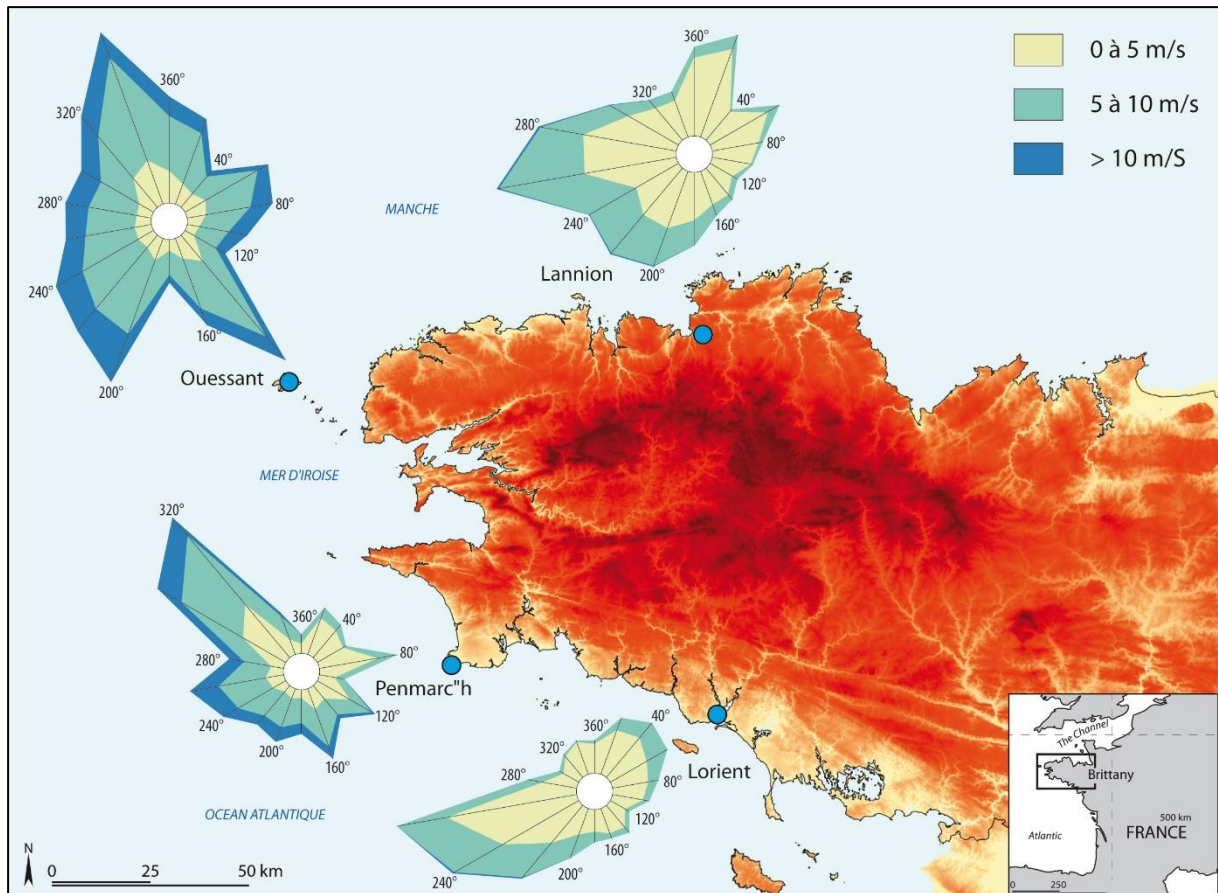 360°
320°
40°
280°
80°
120°
240°
160°
200°
Ouessant
360°
320°
40°
280°
80°
120°
240°
160°
200°
Lannion
0 à 5 m/s
5 à 10 m/s
> 10 m/S
MANCHE
MER D'IROISE
320°
360°
40°
280°
80°
240°
120°
200°
160°
Penmarc"h
360°
40°
320°
280°
80°
120°
160°
240°
200°
Lorient
OCEAN ATLANTIQUE
N
0 25 50 km
The Channel
Brittany
500 km
Atlantic
FRANCE
0 250